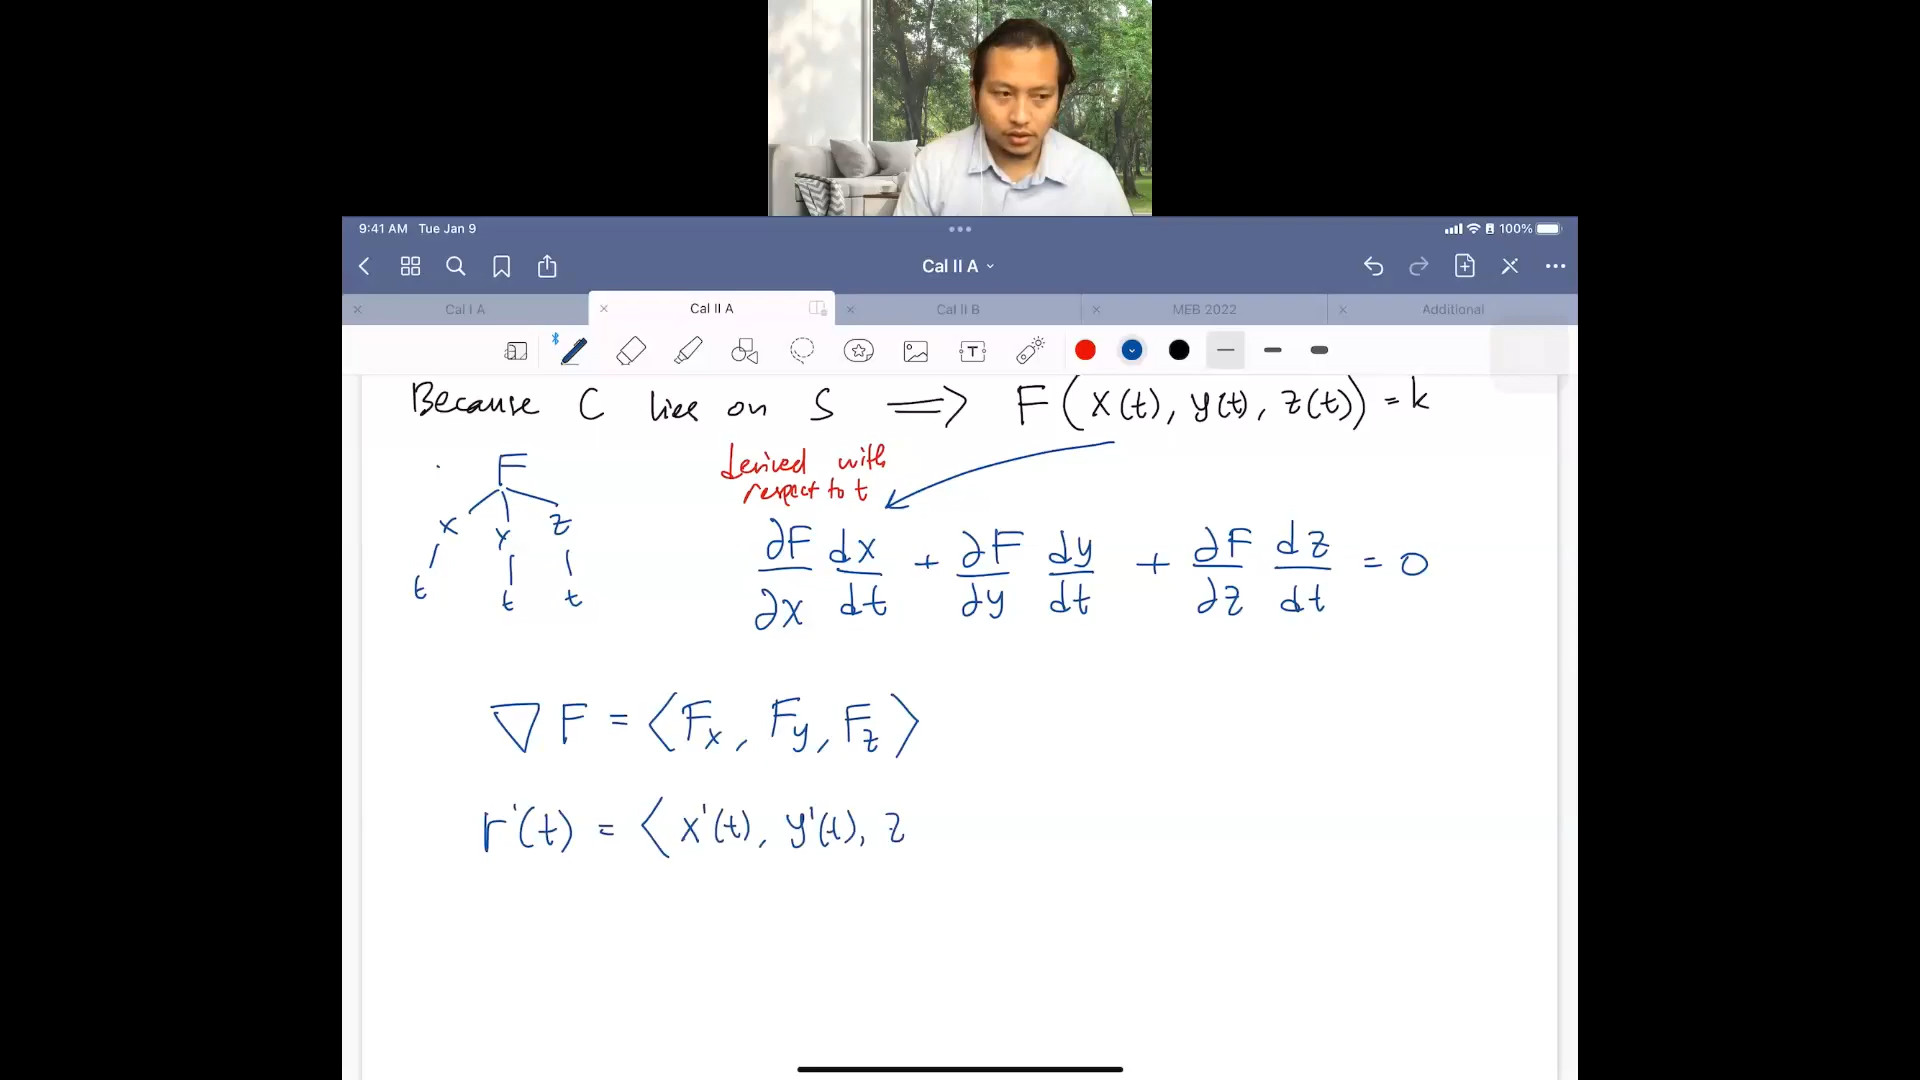 9:41 AM Tue Jan 9
100%
Cal II A
Cal I A
Cal II A
Cal II B
MEB 2022
Additional
T
Because C lies on S ⟹ F(x(t), y(t), z(t)) = k
derived with
respect to t
F
x y z
t t t
∂F/∂x dx/dt + ∂F/∂y dy/dt + ∂F/∂z dz/dt = 0
▽F = ⟨Fx, Fy, Fz⟩
r'(t) = ⟨x'(t), y'(t), z